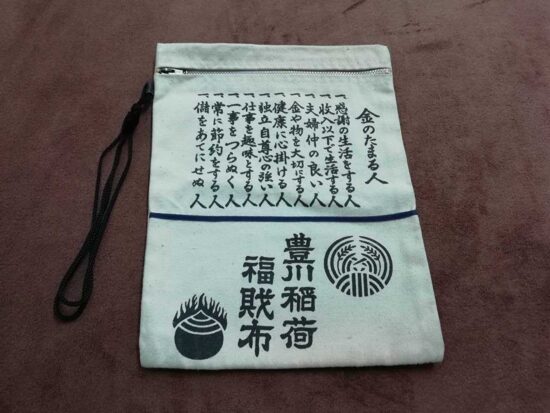 金のたまる人
一、感謝の生活をする人
一、収入以下で生活する人
一、夫婦仲の良い人
一、金や物を大切にする人
一、健康に心掛ける人
一、独立自尊心の強い人
一、仕事を趣味とする人
一、一事をつらぬく人
一、常に節約をする人
一、儲をあてにせぬ人
豊川稲荷
福財布